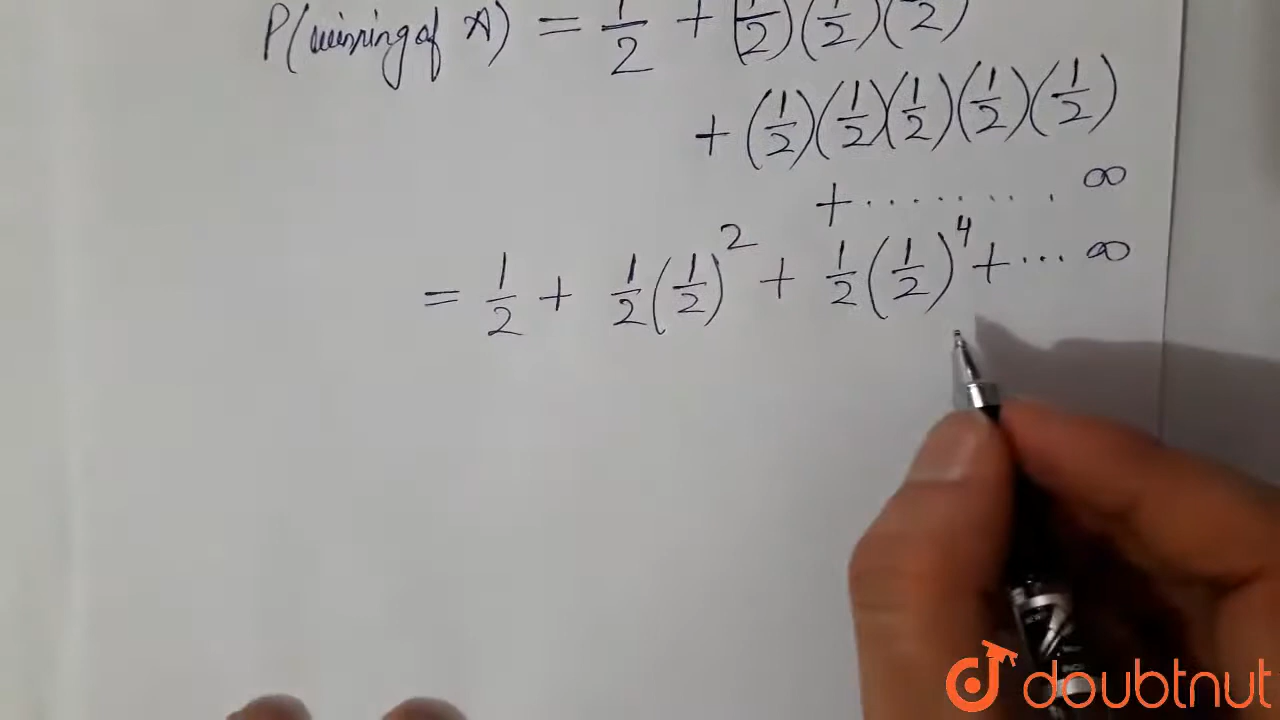 P(winning of A) = 1/2 + (1/2)(1/2)(1/2)
+ (1/2)(1/2)(1/2)(1/2)(1/2)
+ ......... ∞
= 1/2 + 1/2(1/2)^2 + 1/2(1/2)^4 + ... ∞
doubtnut